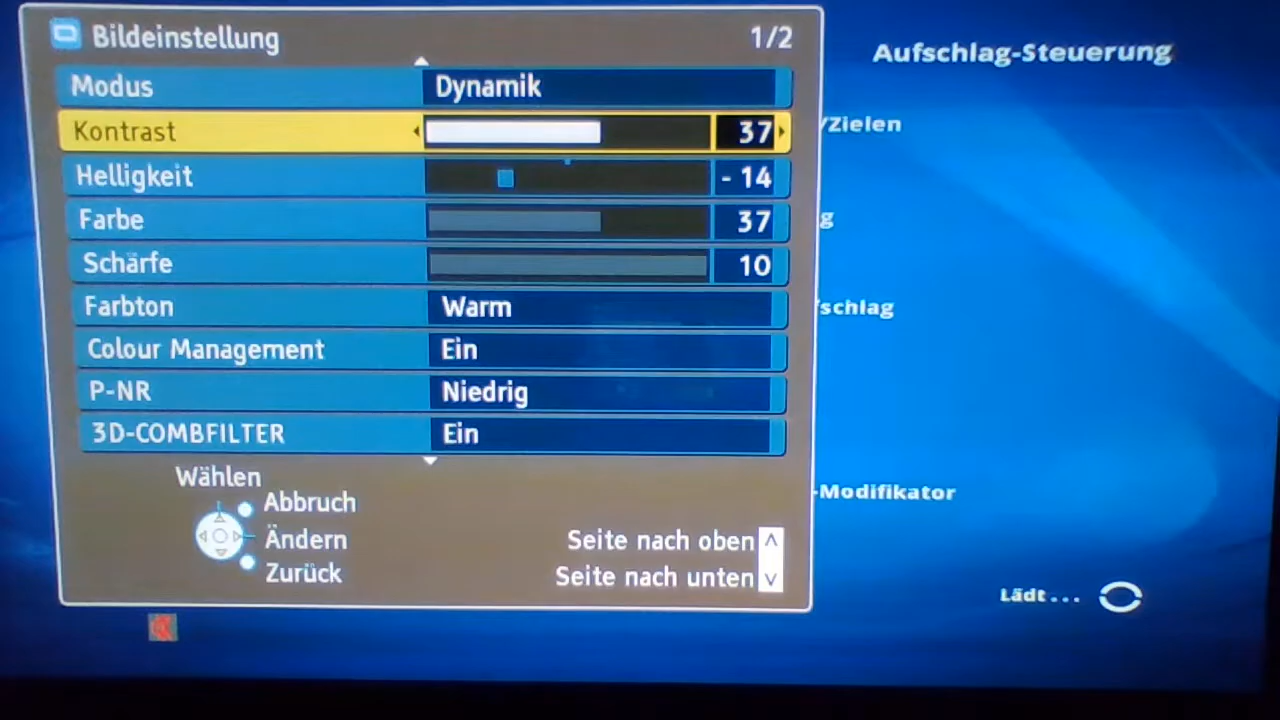 Bildeinstellung 1/2
Modus Dynamik
Kontrast 37
Helligkeit - 14
Farbe 37
Schärfe 10
Farbton Warm
Colour Management Ein
P-NR Niedrig
3D-COMBFILTER Ein
Wählen
Abbruch
Ändern
Zurück
Seite nach oben
Seite nach unten
Aufschlag-Steuerung
/Zielen
g
schlag
-Modifikator
Lädt...